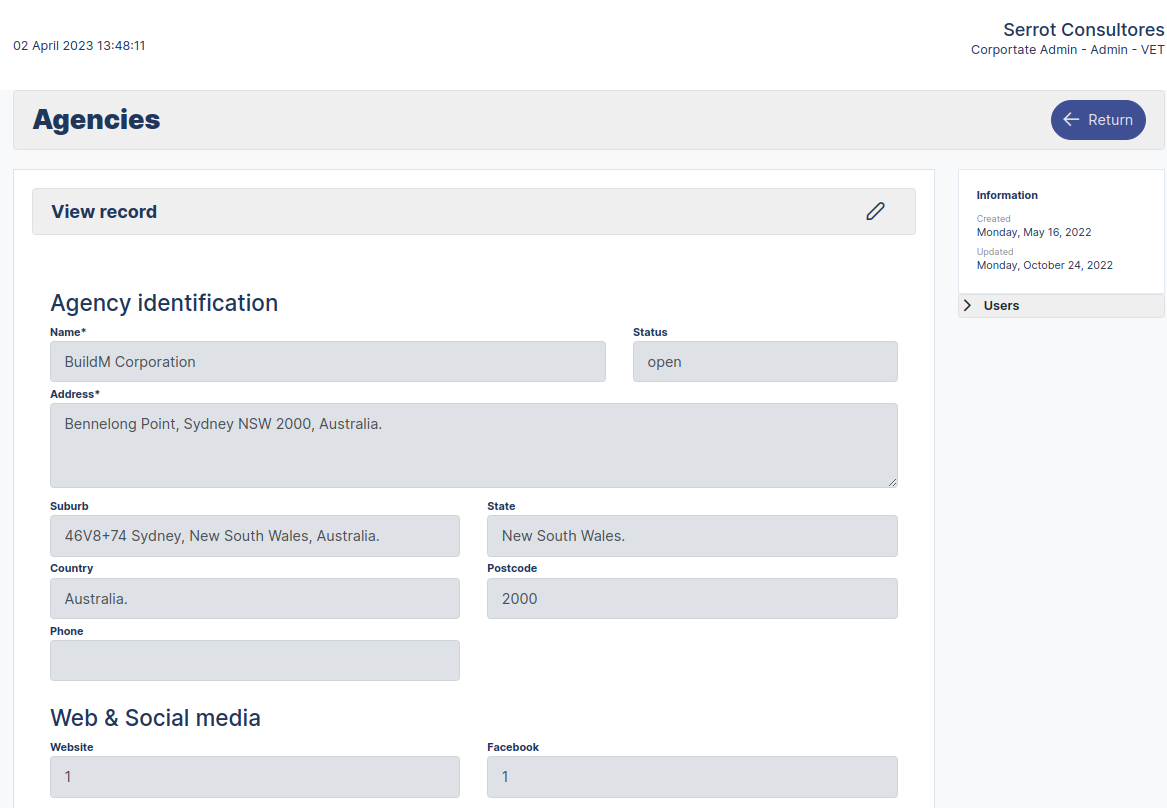 Serrot Consultores
02 April 2023 13:48:11
Corportate Admin - Admin - VET
Agencies
Return
View record
Information
Created
Monday, May 16, 2022
Updated
Monday, October 24, 2022
Users
Agency identification
Name*
Status
BuildM Corporation
open
Address*
Bennelong Point, Sydney NSW 2000, Australia.
Suburb
State
46V8+74 Sydney, New South Wales, Australia.
New South Wales.
Country
Postcode
Australia.
2000
Phone
Web & Social media
Website
Facebook
1
1